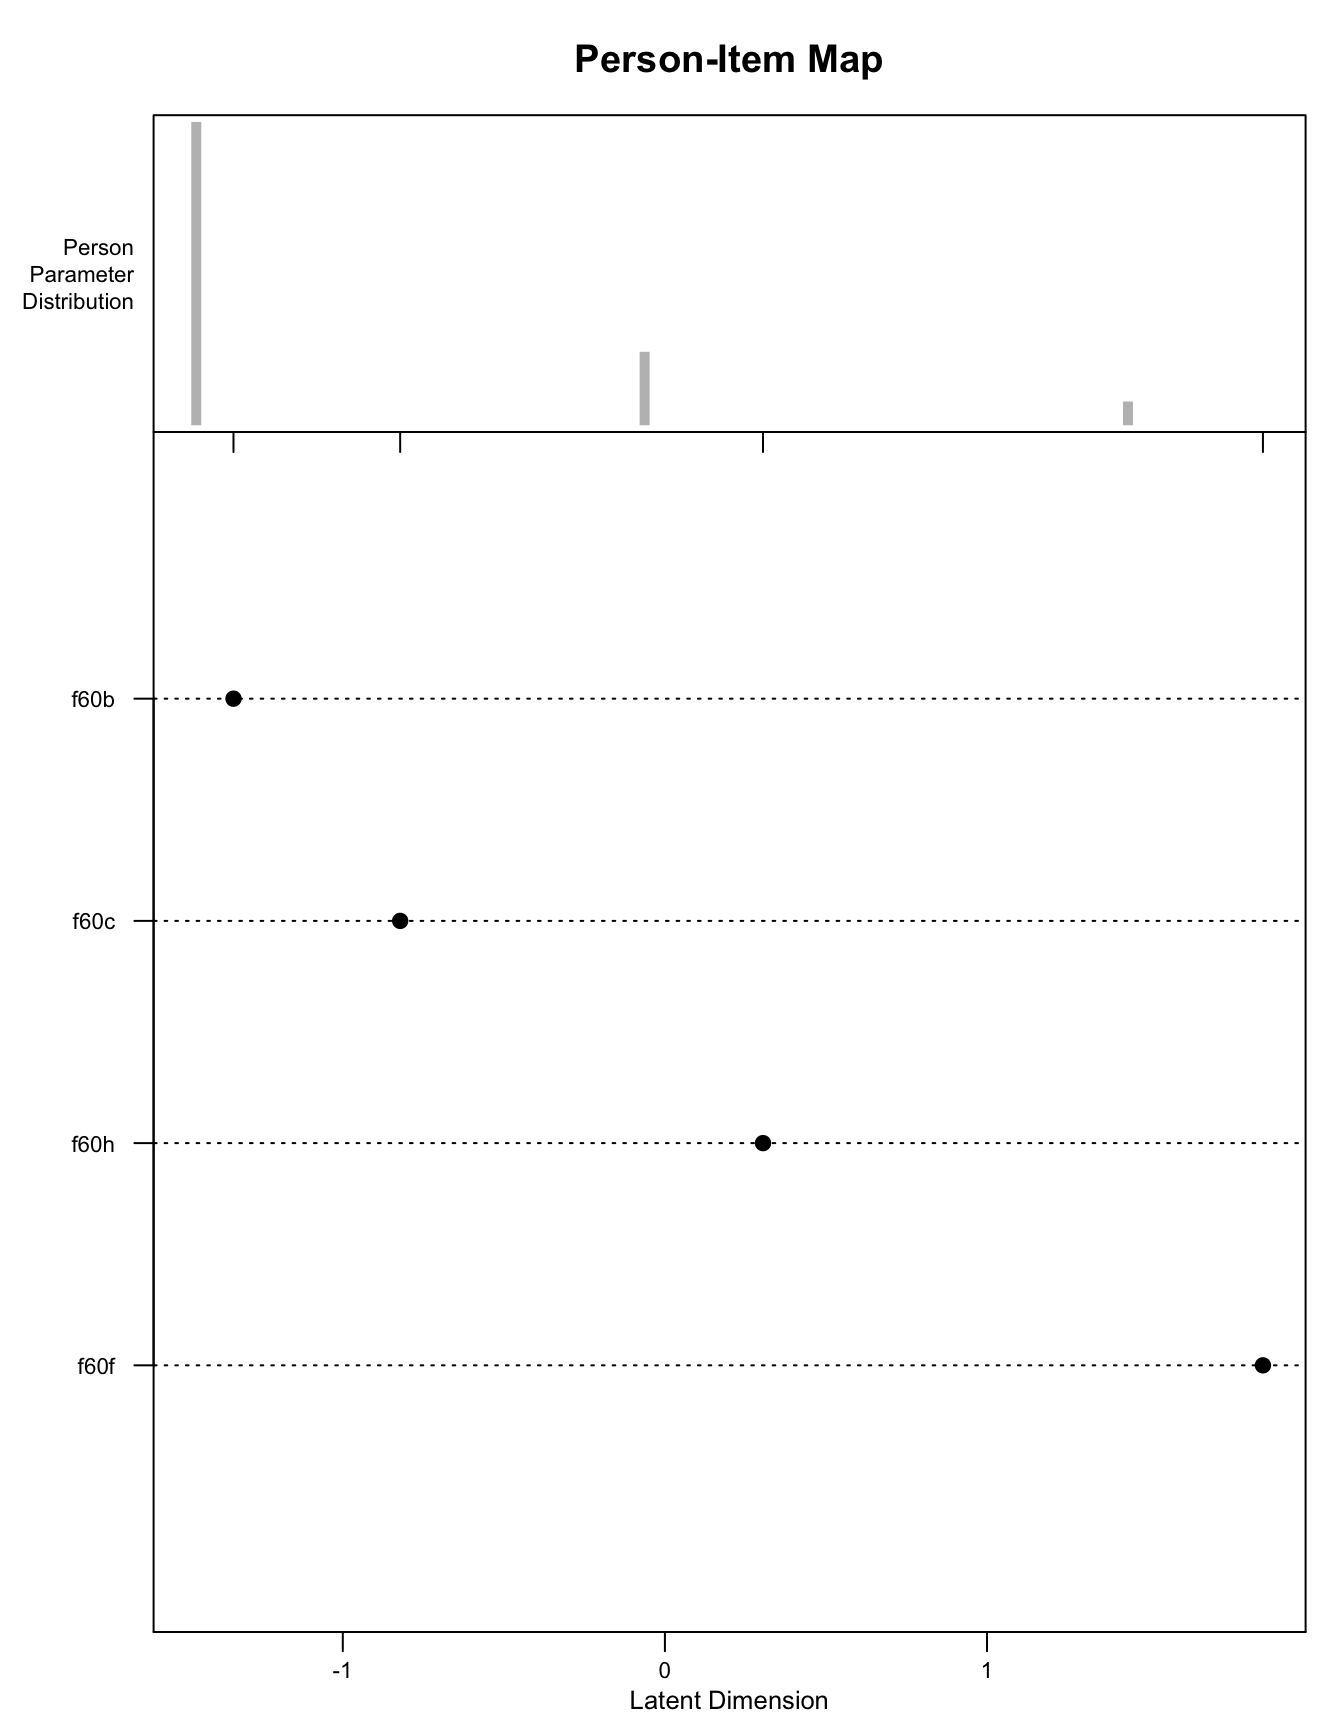 Person-Item Map
Person
Parameter
Distribution
f60b
f60c
f60h
f60f
-1 0 1
Latent Dimension